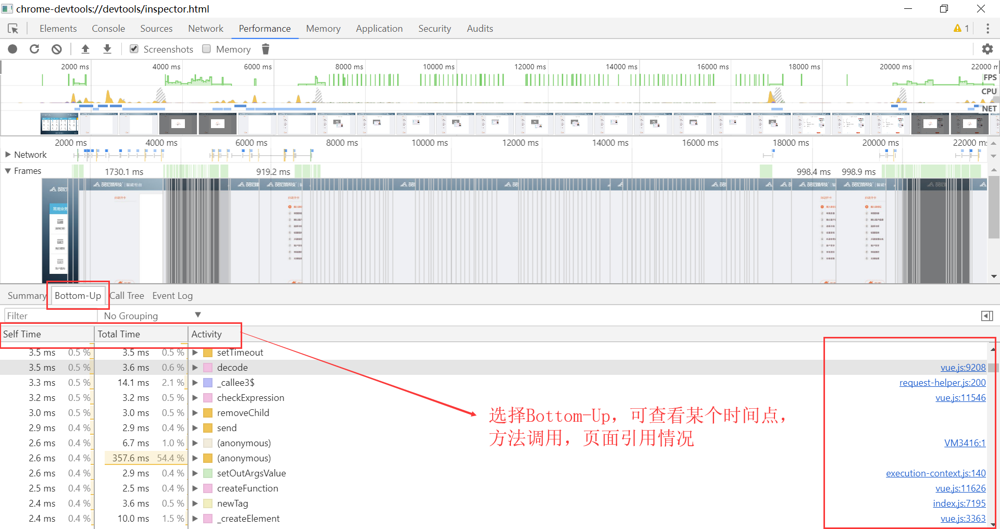 chrome-devtools://devtools/inspector.html
Elements Console Sources Network Performance Memory Application Security Audits 1
Screenshots Memory
2000 ms 4000 ms 6000 ms 8000 ms 10000 ms 12000 ms 14000 ms 16000 ms 18000 ms 20000 ms 22000 m
FPS
CPU
NET
2000 ms 4000 ms 6000 ms 8000 ms 10000 ms 12000 ms 14000 ms 16000 ms 18000 ms 20000 ms 22000 m
Network
Frames 1730.1 ms 919.2 ms 998.4 ms 998.9 ms
常用业务
Summary Bottom-Up Call Tree Event Log
Filter No Grouping
Self Time Total Time Activity
3.5 ms 0.5 % 3.5 ms 0.5 % setTimeout
3.5 ms 0.5 % 3.6 ms 0.6 % decode vue.js:9208
3.3 ms 0.5 % 14.1 ms 2.1 % _callee3$ request-helper.js:200
3.2 ms 0.5 % 3.2 ms 0.5 % checkExpression vue.js:11546
3.0 ms 0.5 % 3.0 ms 0.5 % removeChild
2.9 ms 0.4 % 2.9 ms 0.4 % send
2.6 ms 0.4 % 6.7 ms 1.0 % (anonymous) VM3416:1
2.6 ms 0.4 % 357.6 ms 54.4 % (anonymous)
2.6 ms 0.4 % 2.9 ms 0.4 % setOutArgsValue execution-context.js:140
2.5 ms 0.4 % 2.5 ms 0.4 % createFunction vue.js:11626
2.4 ms 0.4 % 3.6 ms 0.5 % newTag index.js:7195
2.4 ms 0.4 % 10.0 ms 1.5 % _createElement vue.js:3363
选择Bottom-Up，可查看某个时间点，
方法调用，页面引用情况